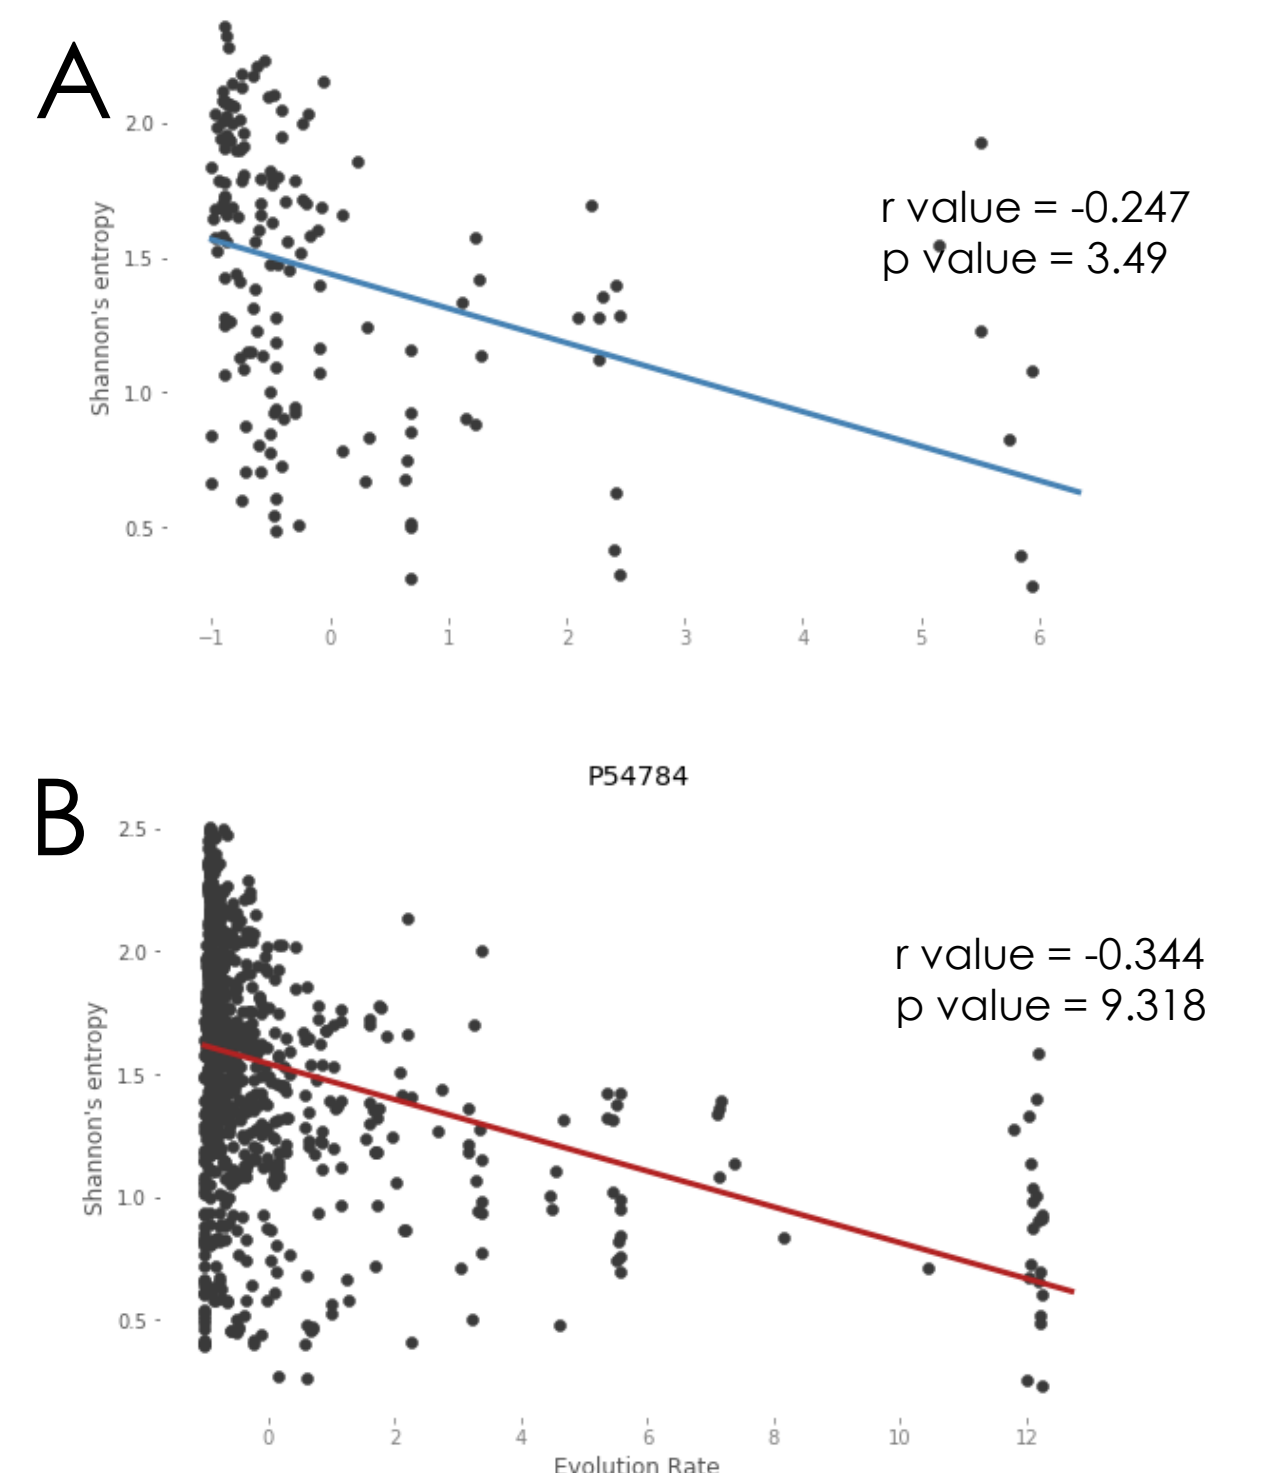 A
r value = -0.247
p value = 3.49
Shannon's entropy
2.0
1.5
1.0
0.5
−1 0 1 2 3 4 5 6
B
P54784
r value = -0.344
p value = 9.318
Shannon's entropy
2.5
2.0
1.5
1.0
0.5
0 2 4 6 8 10 12
Evolution Rate